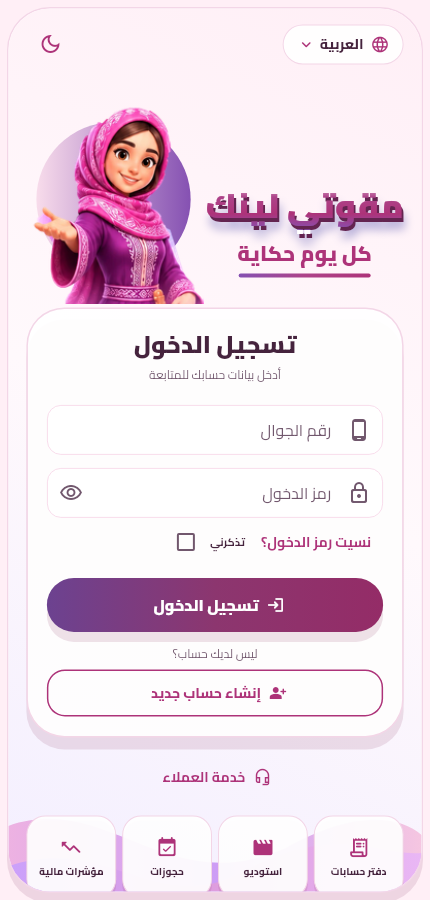 العربية
مقوتي لينك
كل يوم حكاية
تسجيل الدخول
أدخل بيانات حسابك للمتابعة
رقم الجوال
رمز الدخول
نسيت رمز الدخول؟ تذكرني
تسجيل الدخول
ليس لديك حساب؟
إنشاء حساب جديد
خدمة العملاء
دفتر حسابات
استوديو
حجوزات
مؤشرات مالية